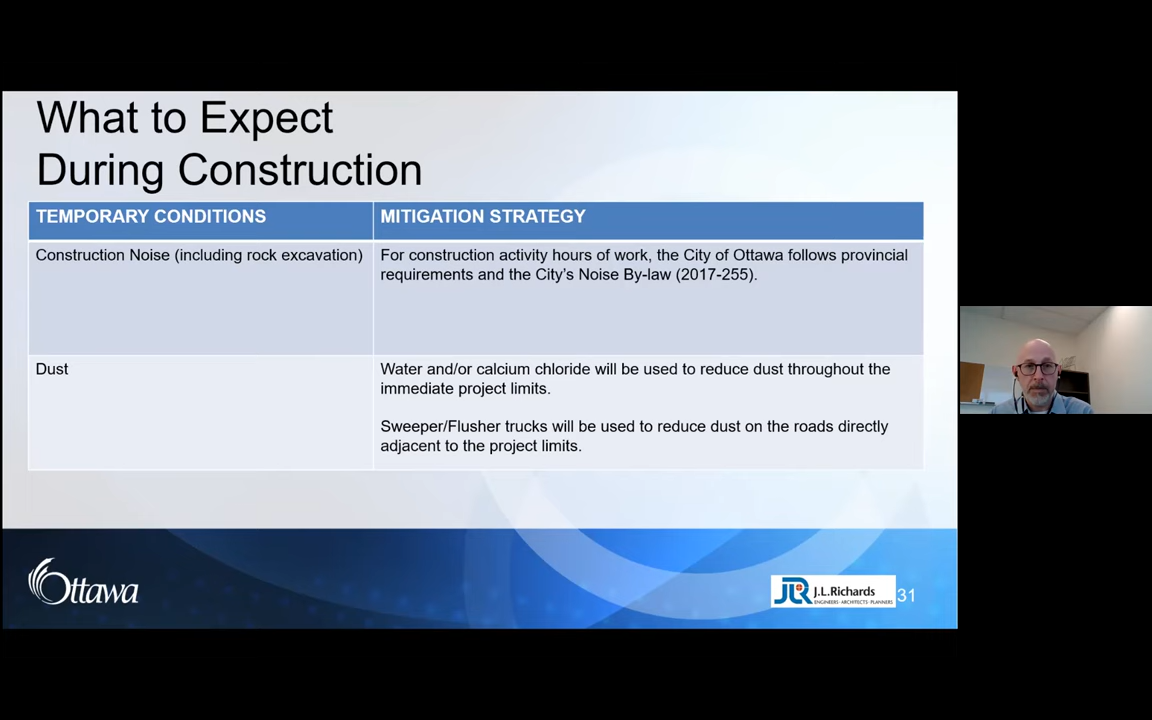 What to Expect
During Construction
TEMPORARY CONDITIONS
MITIGATION STRATEGY
Construction Noise (including rock excavation)
For construction activity hours of work, the City of Ottawa follows provincial
requirements and the City's Noise By-law (2017-255).
Dust
Water and/or calcium chloride will be used to reduce dust throughout the
immediate project limits.
Sweeper/Flusher trucks will be used to reduce dust on the roads directly
adjacent to the project limits.
Ottawa
JLR
J.L.Richards
ENGINEERS · ARCHITECTS · PLANNERS
31